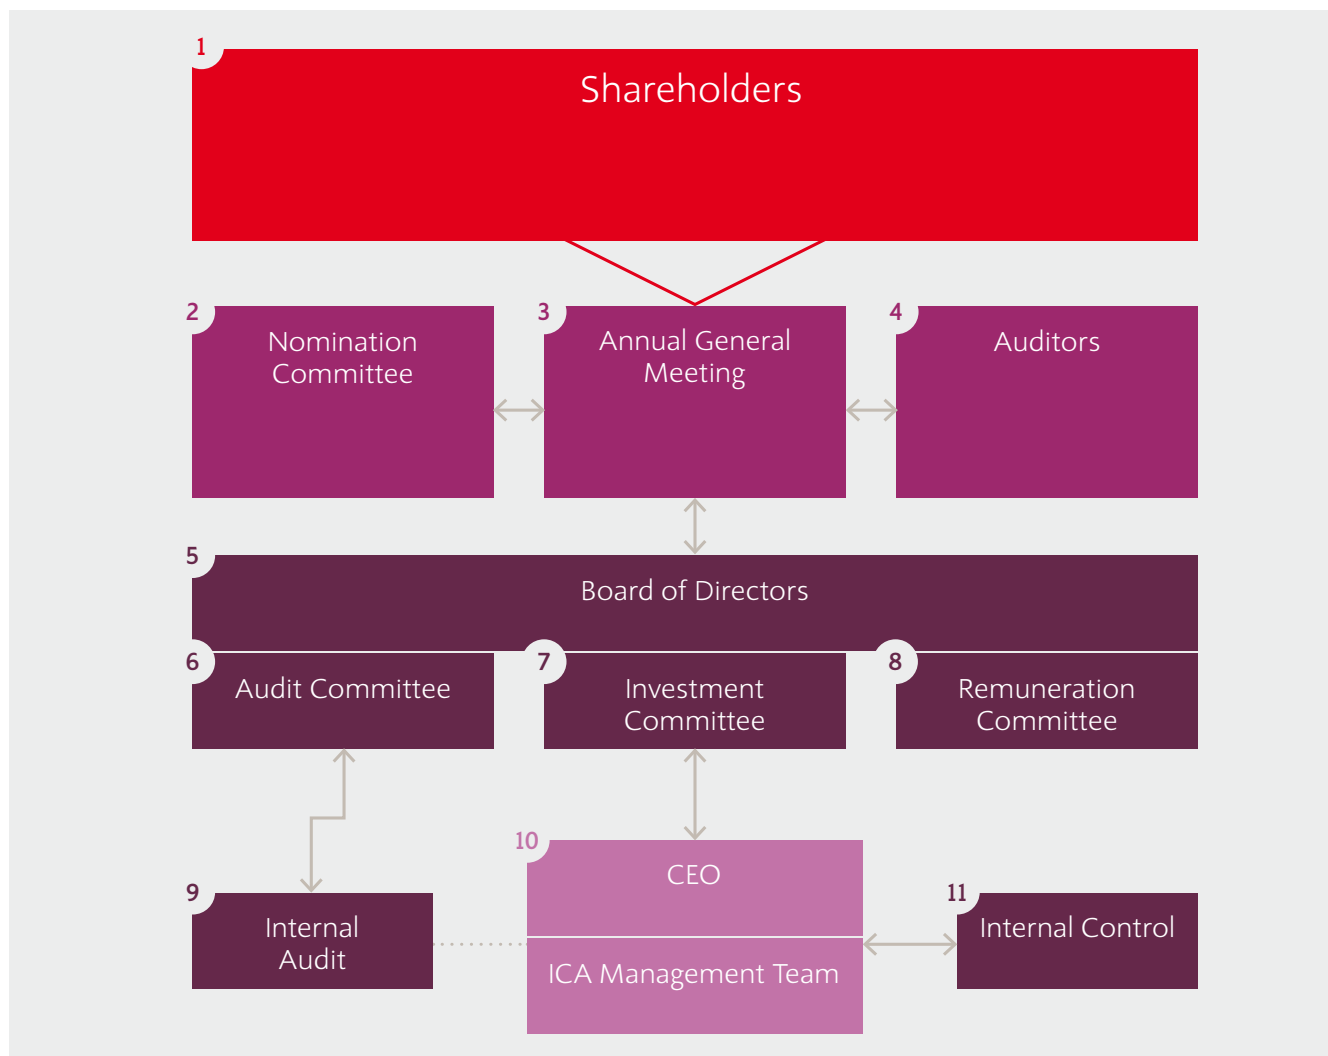 1
Shareholders
2
Nomination
Committee
3
Annual General
Meeting
4
Auditors
5
Board of Directors
6
Audit Committee
7
Investment
Committee
8
Remuneration
Committee
9
Internal
Audit
10
CEO
ICA Management Team
11
Internal Control